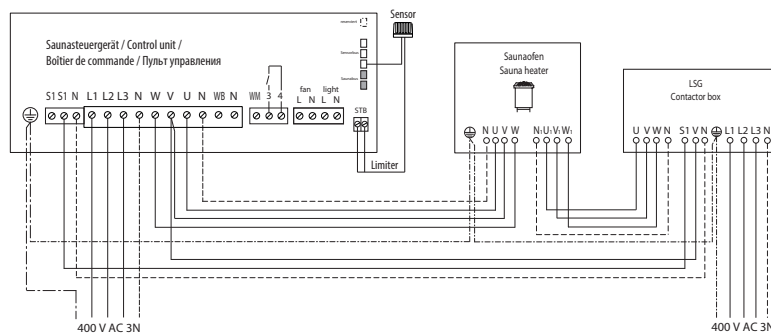 Sensor
Saunasteuergerät / Control unit /
Boîtier de commande / Пульт управления
Sensorbus
Saunabus
Saunaofen
Sauna heater
LSG
Contactor box
fan light
S1 S1 N L1 L2 L3 N W V U N WB N WM 3 4 L N L N
STB
Limiter
N U V W N₁ U₁ V₁ W₁
U V W N S1 V N L1 L2 L3 N
400 V AC 3N
400 V AC 3N